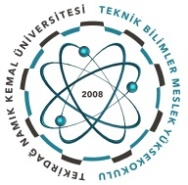 TEKİRDAĞ NAMIK KEMAL ÜNİVERSİTESİ
TEKNİK BİLİMLER MESLEK YÜKSEKOKULU
2008